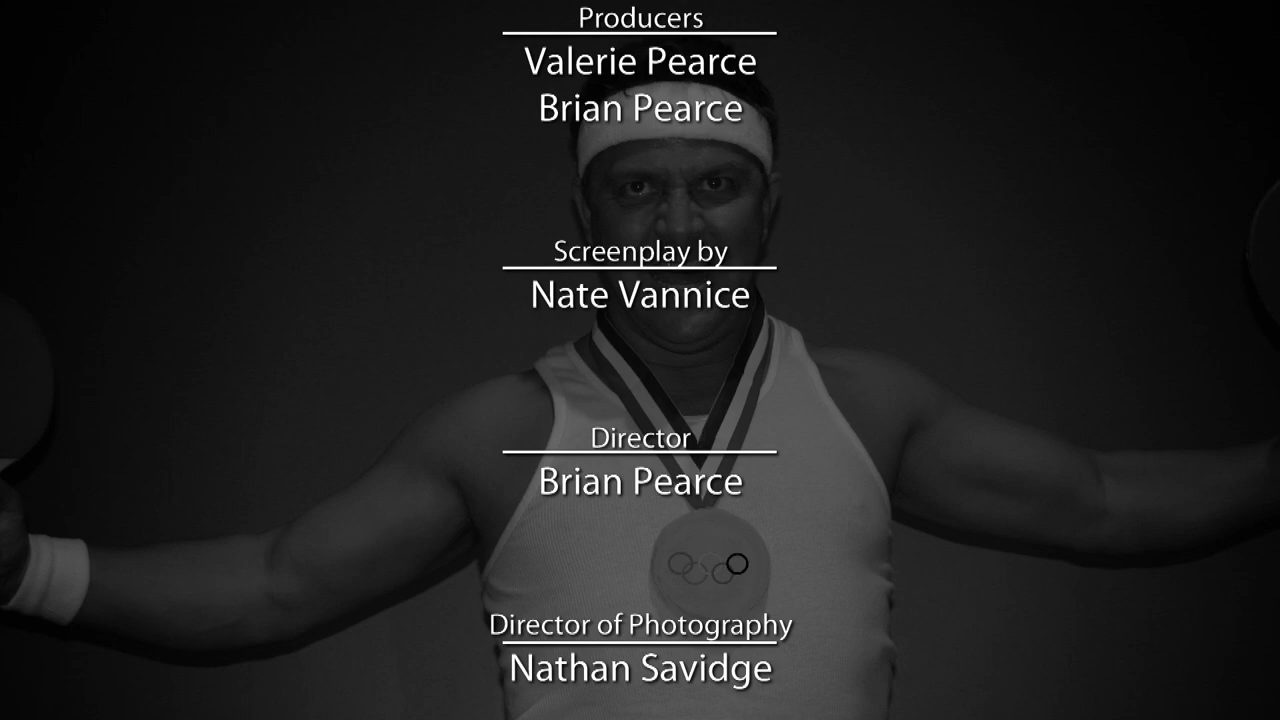 Producers
Valerie Pearce
Brian Pearce
Screenplay by
Nate Vannice
Director
Brian Pearce
Director of Photography
Nathan Savidge